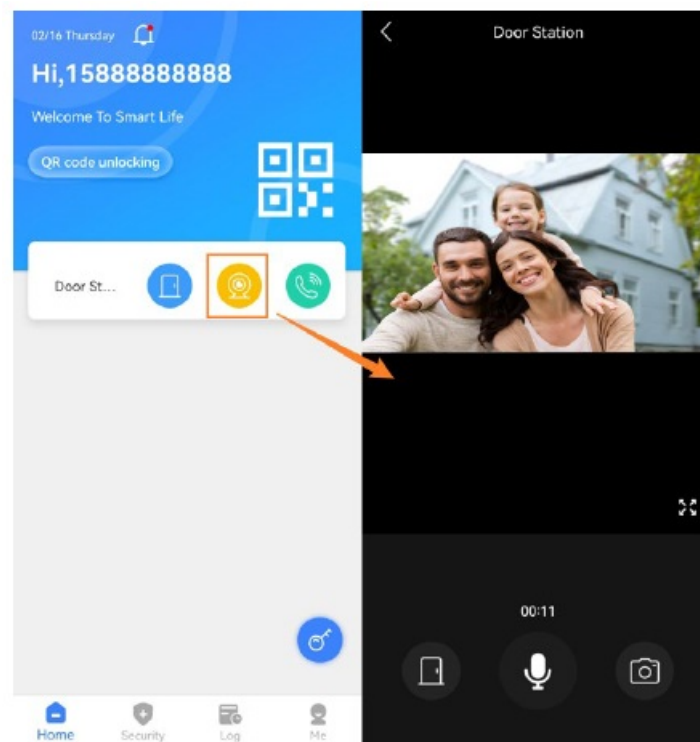 02/16 Thursday
Hi,15888888888
Welcome To Smart Life
QR code unlocking
Door St...
Home
Security
Log
Me
Door Station
00:11